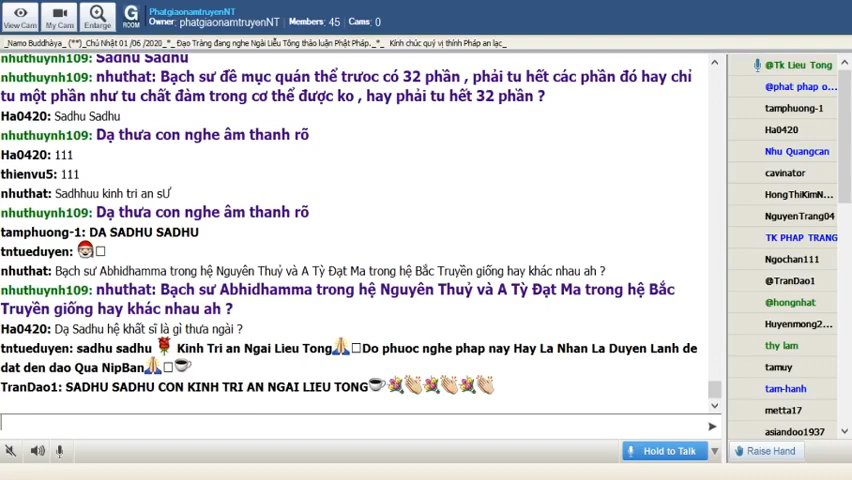 View Cam
My Cam
Enlarge
G
ROOM
PhatgiaonamtruyenNT
Owner: phatgiaonamtruyenNT Members: 45 Cams: 0
_Namo Buddhàya_ (**)_Chủ Nhật 01 /06 /2020_*_ Đạo Tràng đang nghe Ngài Liễu Tông thảo luận Phật Pháp._*_ Kính chúc quý vị thính Pháp an lạc_
nhuthuynh109: Sadhu Sadhu
nhuthuynh109: nhuthat: Bạch sư đề mục quán thể trược có 32 phần , phải tu hết các phần đó hay chỉ
tu một phần như tu chất đàm trong cơ thể được ko , hay phải tu hết 32 phần ?
Ha0420: Sadhu Sadhu
nhuthuynh109: Dạ thưa con nghe âm thanh rõ
Ha0420: 111
thienvu5: 111
nhuthat: Sadhhuu kinh tri an sƯ
nhuthuynh109: Dạ thưa con nghe âm thanh rõ
tamphuong-1: DA SADHU SADHU
tntueduyen:
nhuthat: Bạch sư Abhidhamma trong hệ Nguyên Thuỷ và A Tỳ Đạt Ma trong hệ Bắc Truyền giống hay khác nhau ah ?
nhuthuynh109: nhuthat: Bạch sư Abhidhamma trong hệ Nguyên Thuỷ và A Tỳ Đạt Ma trong hệ Bắc
Truyền giống hay khác nhau ah ?
Ha0420: Dạ Sadhu hệ khất sĩ là gì thưa ngài ?
tntueduyen: sadhu sadhu 🌹 Kinh Tri an Ngai Lieu Tong🙏Do phuoc nghe phap nay Hay La Nhan La Duyen Lanh de
dat den dao Qua NipBan🙏☕
TranDao1: SADHU SADHU CON KINH TRI AN NGAI LIEU TONG☕💐👏💐👏💐👏
Hold to Talk
Raise Hand
@Tk Lieu Tong
@phat phap o...
tamphuong-1
Ha0420
Nhu Quangcan
cavinator
HongThiKimN...
NguyenTrang04
TK PHAP TRANG
Ngochan111
@TranDao1
@hongnhat
Huyenmong2...
thy lam
tamuy
tam-hanh
metta17
asiandoo1937